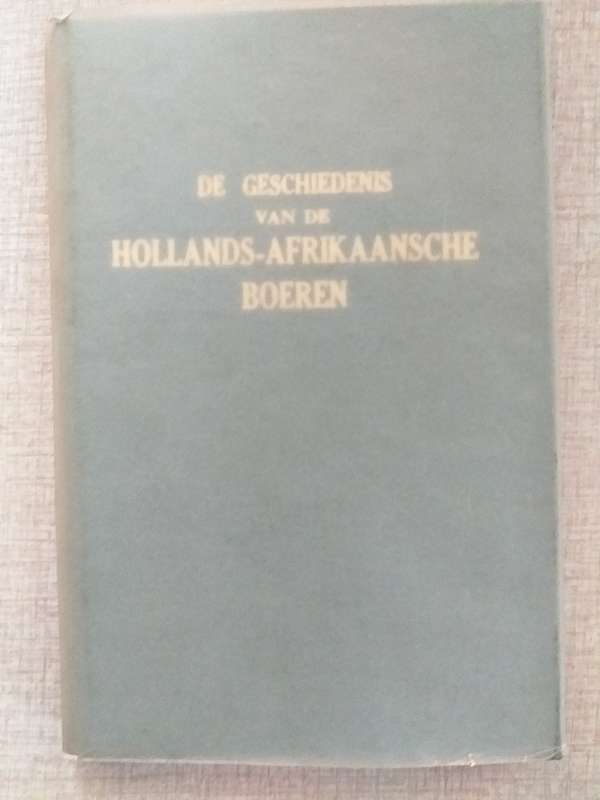 DE GESCHIEDENIS
VAN DE
HOLLANDS-AFRIKAANSCHE
BOEREN